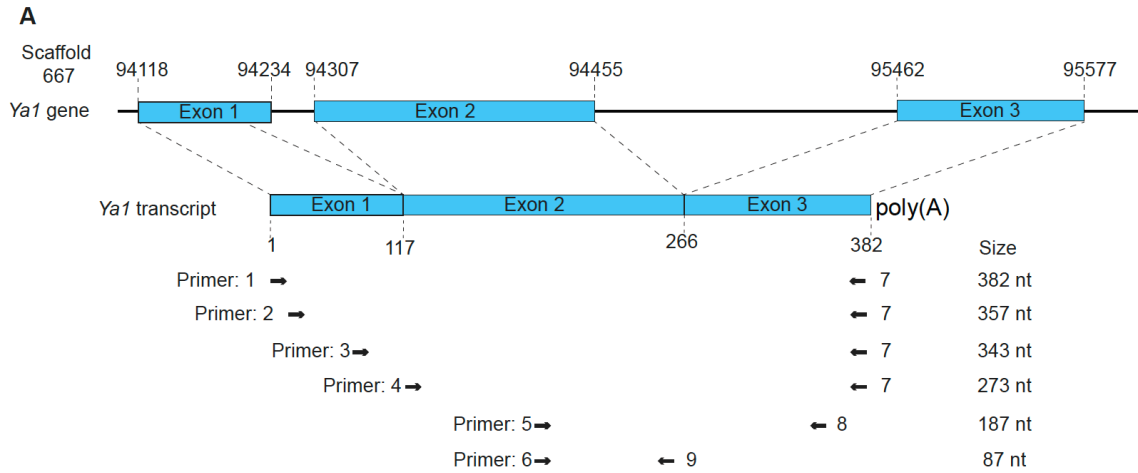 A
Scaffold
667
94118 94234 94307 94455 95462 95577
Ya1 gene Exon 1 Exon 2 Exon 3
Ya1 transcript Exon 1 Exon 2 Exon 3 poly(A)
1 117 266 382 Size
Primer: 1 7 382 nt
Primer: 2 7 357 nt
Primer: 3 7 343 nt
Primer: 4 7 273 nt
Primer: 5 8 187 nt
Primer: 6 9 87 nt